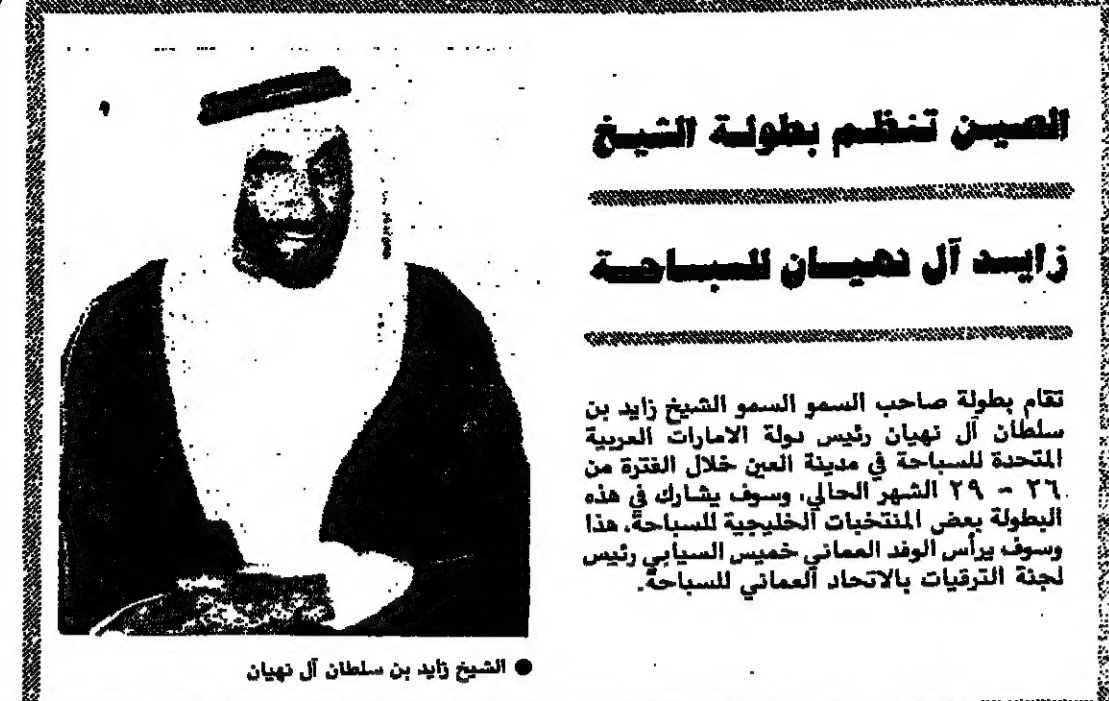 العين تنظم بطولة الشيخ
زايد آل نهيان للسباحة
تقام بطولة صاحب السمو السمو الشيخ زايد بن
سلطان آل نهيان رئيس دولة الامارات العربية
المتحدة للسباحة في مدينة العين خلال الفترة من
٢٦ - ٢٩ الشهر الحالي، وسوف يشارك في هذه
البطولة بعض المنتخبات الخليجية للسباحة، هذا
وسوف يرأس الوفد العماني خميس السيابي رئيس
لجنة الترقيات بالاتحاد العماني للسباحة.
● الشيخ زايد بن سلطان آل نهيان